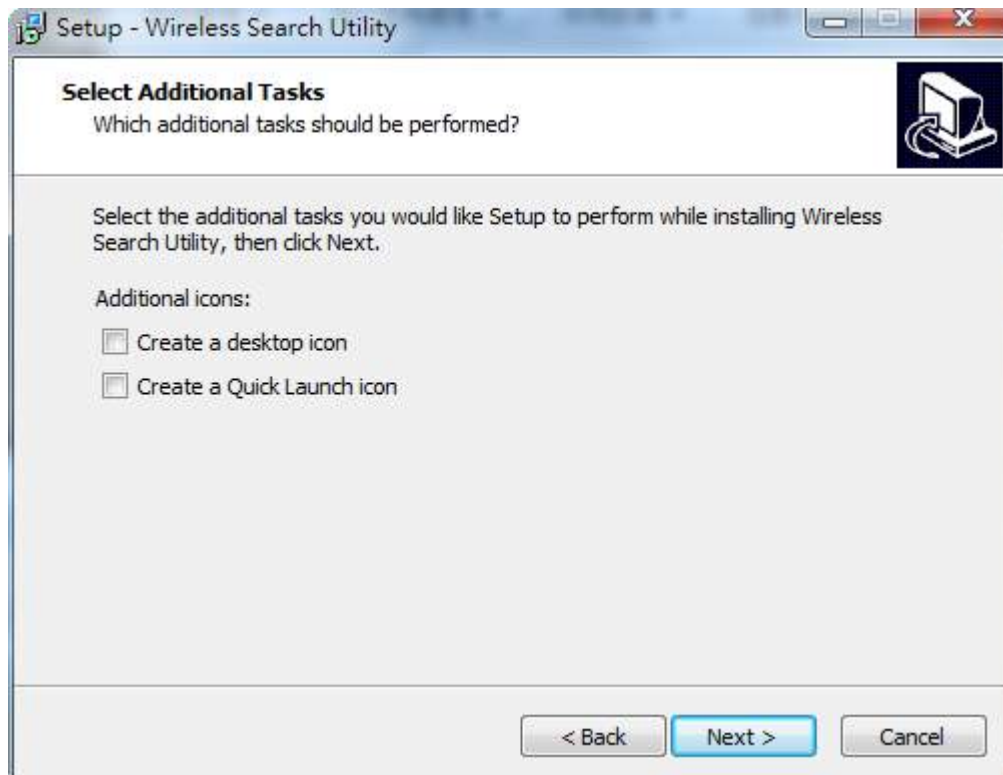 Setup - Wireless Search Utility
Select Additional Tasks
Which additional tasks should be performed?
Select the additional tasks you would like Setup to perform while installing Wireless
Search Utility, then click Next.
Additional icons:
Create a desktop icon
Create a Quick Launch icon
< Back
Next >
Cancel